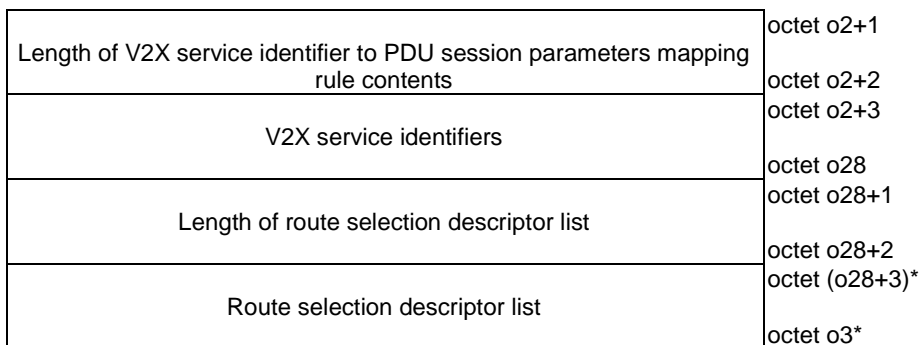 octet o2+1
Length of V2X service identifier to PDU session parameters mapping
rule contents
octet o2+2
octet o2+3
V2X service identifiers
octet o28
octet o28+1
Length of route selection descriptor list
octet o28+2
octet (o28+3)*
Route selection descriptor list
octet o3*